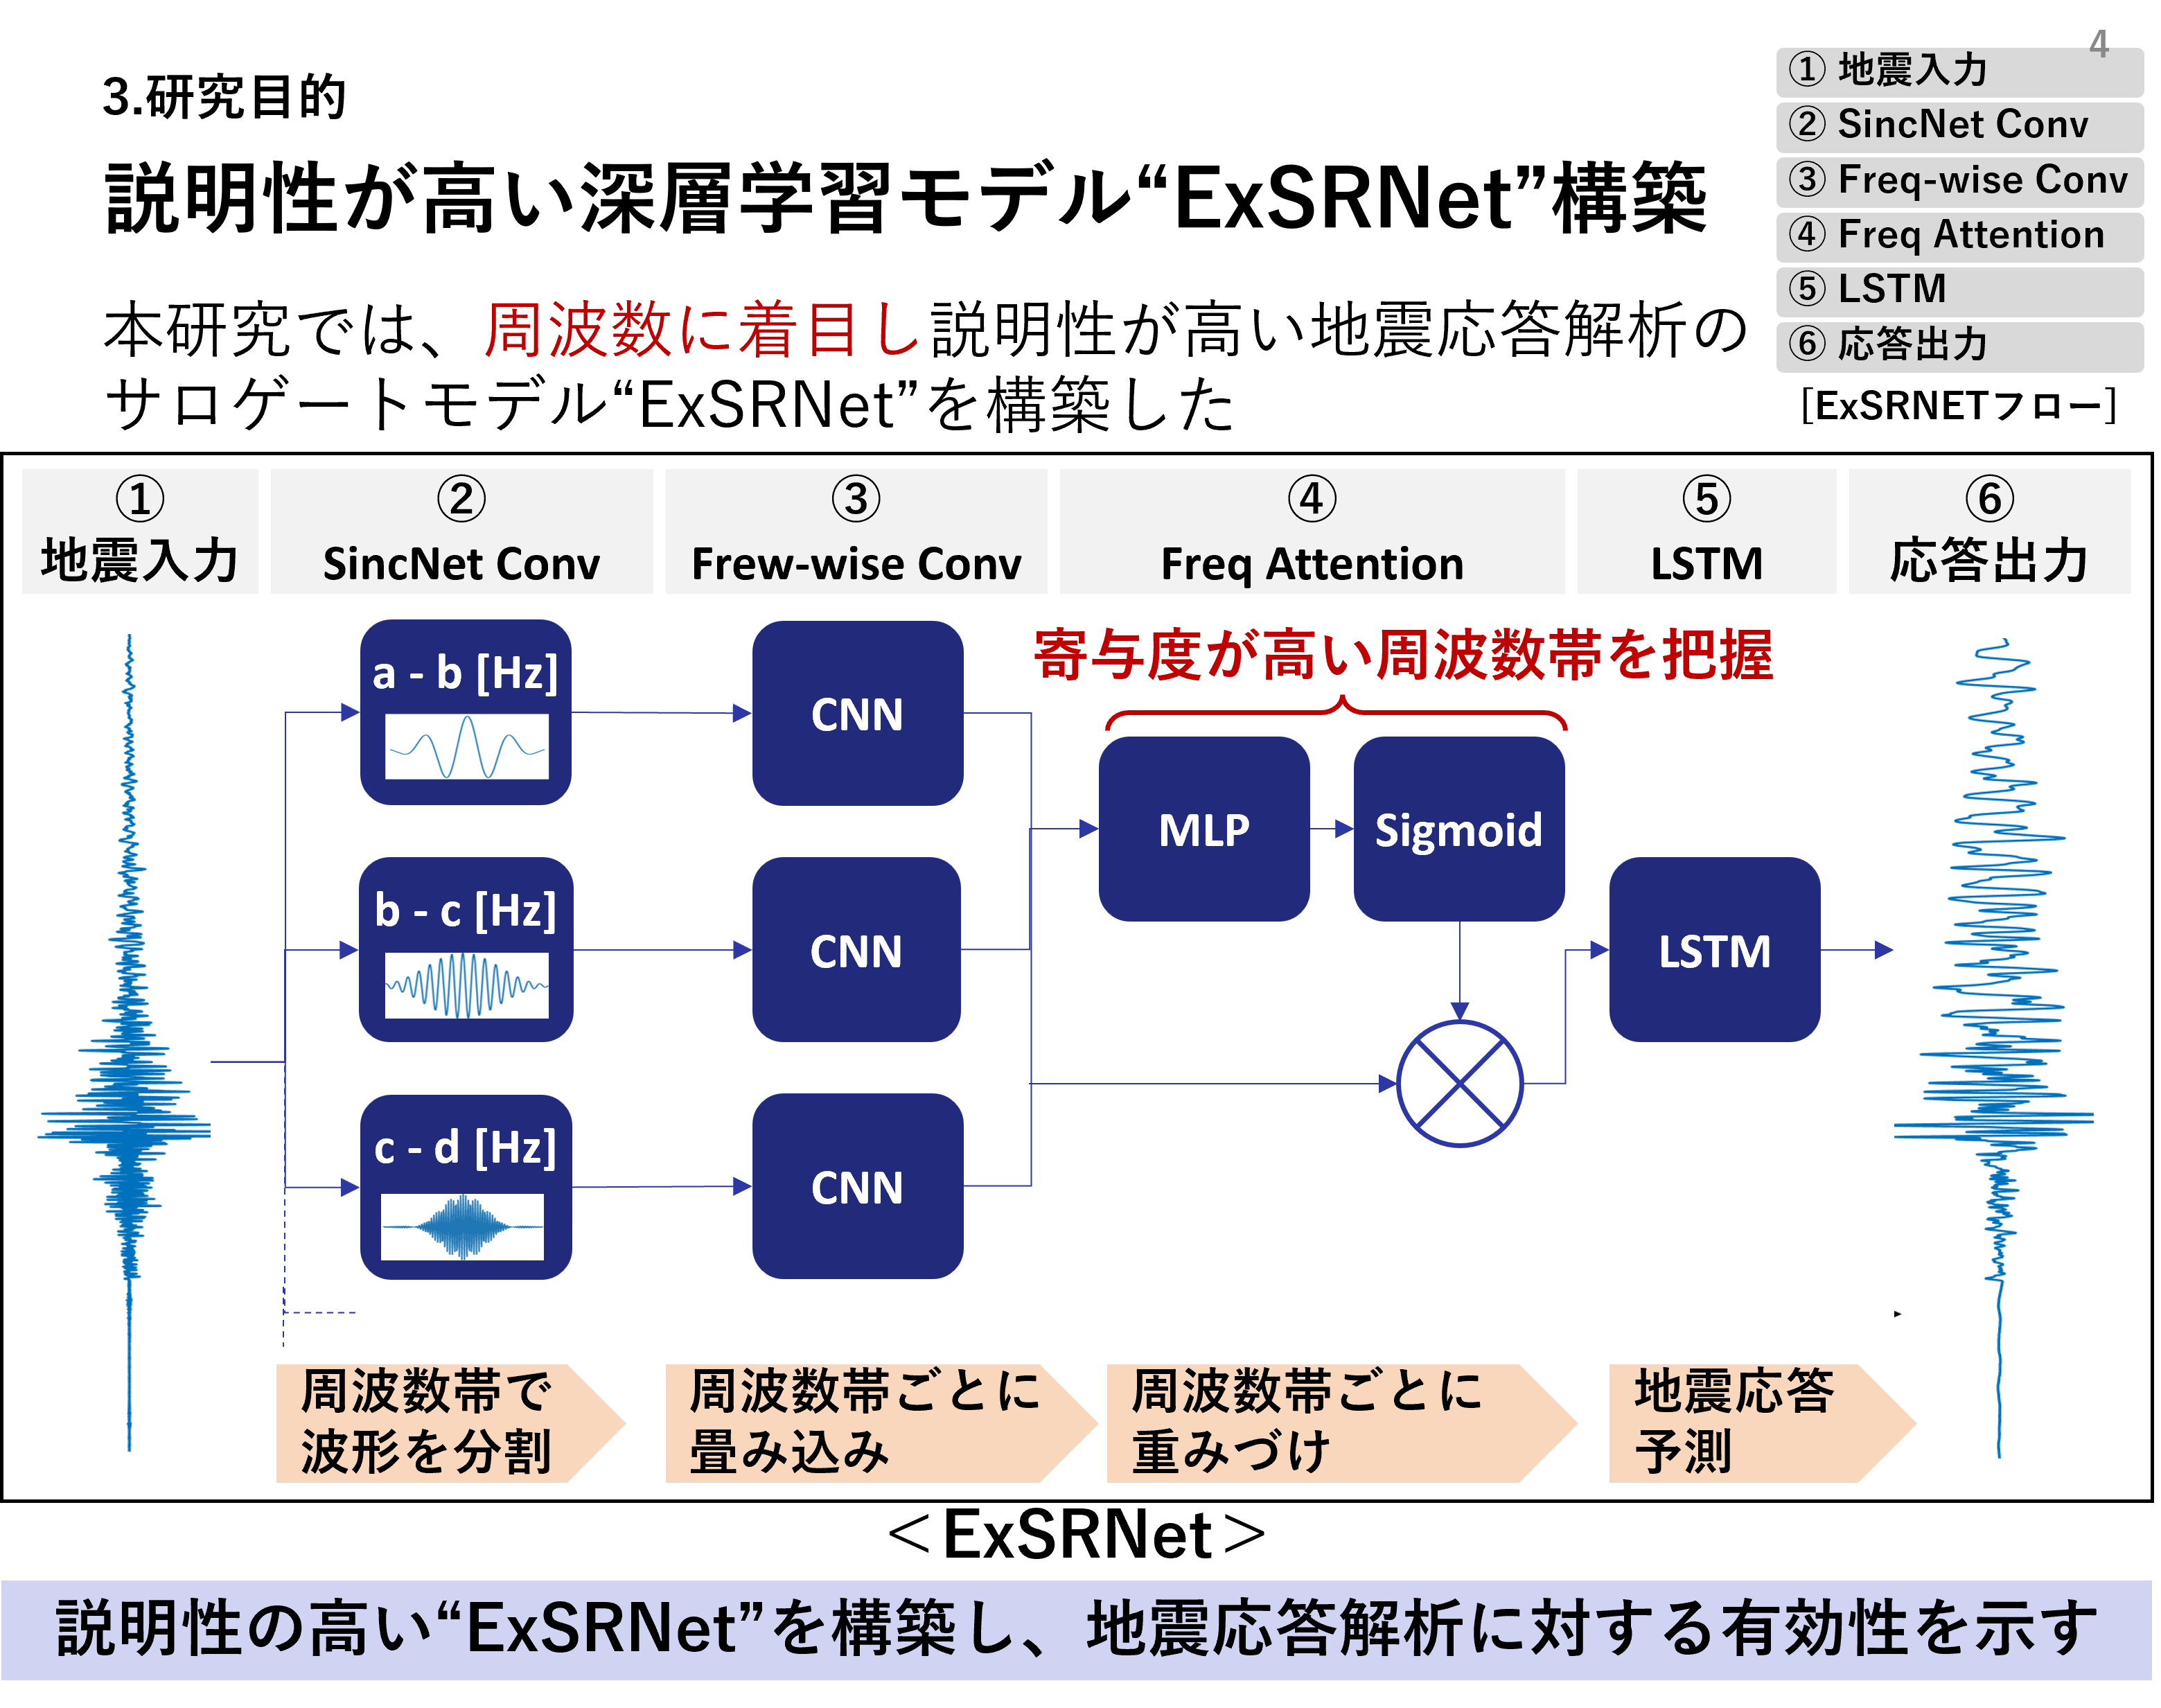 4
3.研究目的
説明性が高い深層学習モデル“ExSRNet”構築
本研究では、周波数に着目し説明性が高い地震応答解析の
サロゲートモデル“ExSRNet”を構築した
① 地震入力
② SincNet Conv
③ Freq-wise Conv
④ Freq Attention
⑤ LSTM
⑥ 応答出力
[ExSRNETフロー]
①
地震入力
②
SincNet Conv
③
Frew-wise Conv
④
Freq Attention
⑤
LSTM
⑥
応答出力
寄与度が高い周波数帯を把握
a - b [Hz]
CNN
MLP
Sigmoid
b - c [Hz]
CNN
LSTM
c - d [Hz]
CNN
周波数帯で
波形を分割
周波数帯ごとに
畳み込み
周波数帯ごとに
重みづけ
地震応答
予測
＜ExSRNet＞
説明性の高い“ExSRNet”を構築し、地震応答解析に対する有効性を示す